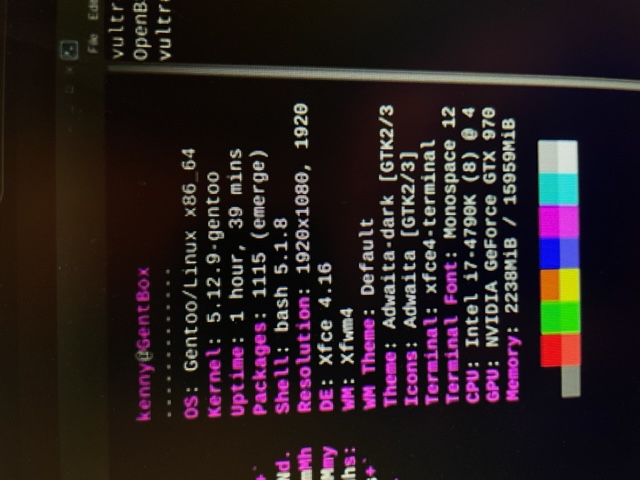 File Edi
kenny@GentBox
-------------
OS: Gentoo/Linux x86_64
Kernel: 5.12.9-gentoo
Uptime: 1 hour, 39 mins
Packages: 1115 (emerge)
Shell: bash 5.1.8
Resolution: 1920x1080, 1920
DE: Xfce 4.16
WM: Xfwm4
WM Theme: Default
Theme: Adwaita-dark [GTK2/3
Icons: Adwaita [GTK2/3]
Terminal: xfce4-terminal
Terminal Font: Monospace 12
CPU: Intel i7-4790K (8) @ 4
GPU: NVIDIA GeForce GTX 970
Memory: 2238MiB / 15959MiB
+`
Nd.
mMh
Mmy
hs:
+`
vultr
OpenB
vultr